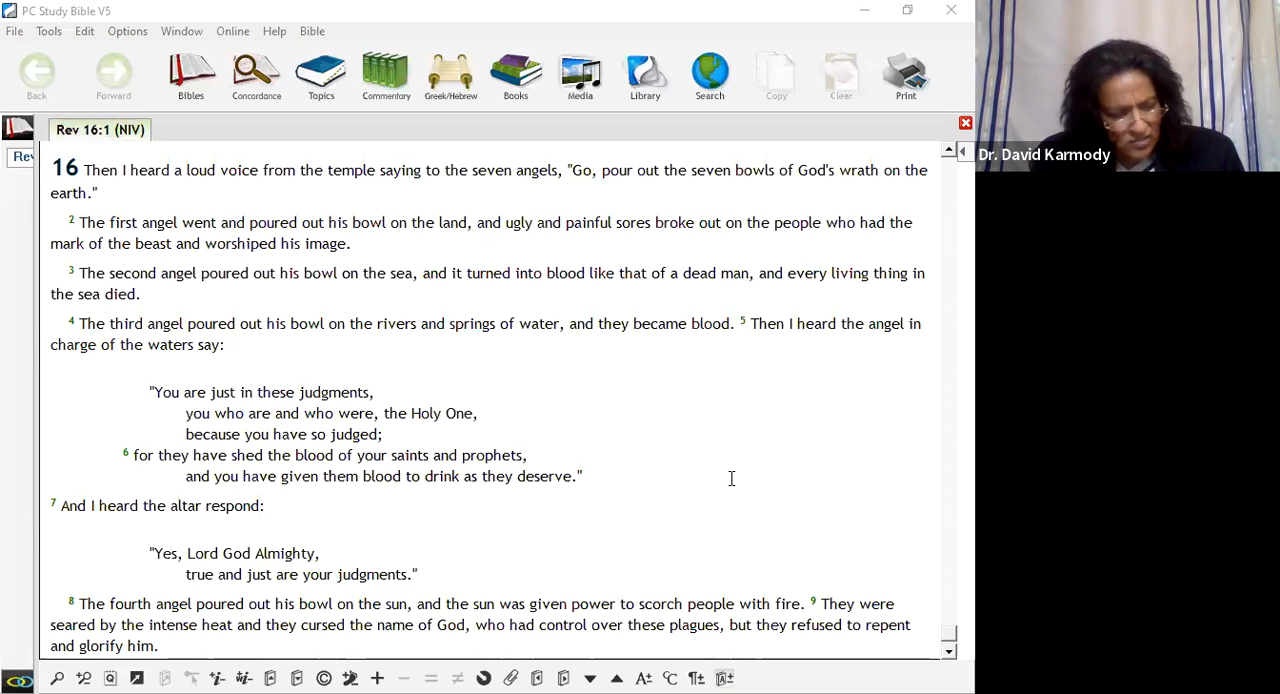 PC Study Bible V5
File Tools Edit Options Window Online Help Bible
Back Forward Bibles Concordance Topics Commentary Greek/Hebrew Books Media Library Search Copy Clear Print
Rev 16:1 (NIV)
Rev
16 Then I heard a loud voice from the temple saying to the seven angels, "Go, pour out the seven bowls of God's wrath on the
earth."
2 The first angel went and poured out his bowl on the land, and ugly and painful sores broke out on the people who had the
mark of the beast and worshiped his image.
3 The second angel poured out his bowl on the sea, and it turned into blood like that of a dead man, and every living thing in
the sea died.
4 The third angel poured out his bowl on the rivers and springs of water, and they became blood. 5 Then I heard the angel in
charge of the waters say:
"You are just in these judgments,
you who are and who were, the Holy One,
because you have so judged;
6 for they have shed the blood of your saints and prophets,
and you have given them blood to drink as they deserve."
7 And I heard the altar respond:
"Yes, Lord God Almighty,
true and just are your judgments."
8 The fourth angel poured out his bowl on the sun, and the sun was given power to scorch people with fire. 9 They were
seared by the intense heat and they cursed the name of God, who had control over these plagues, but they refused to repent
and glorify him.
Dr. David Karmody